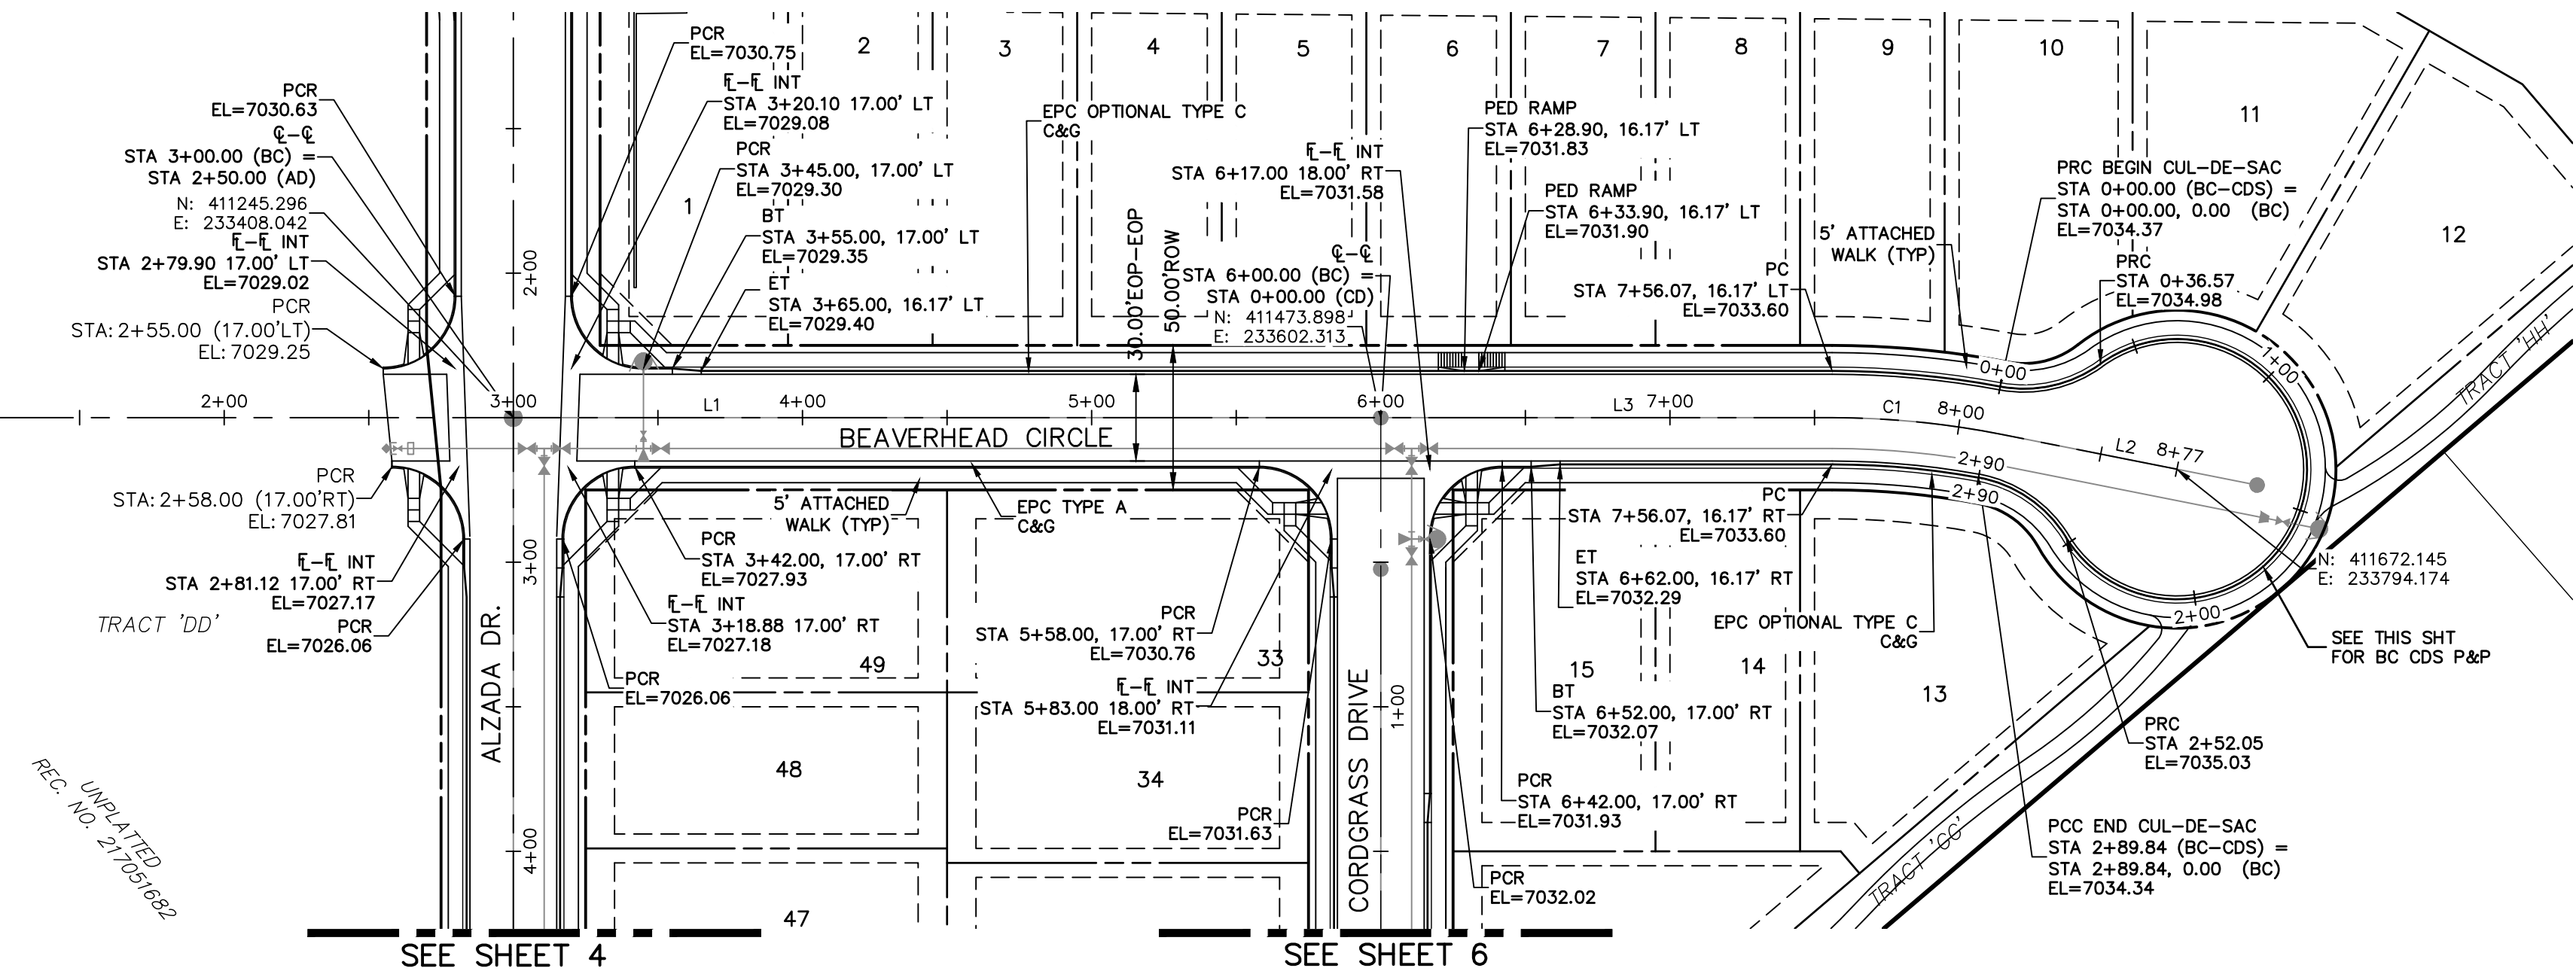 PCR
EL=7030.63
℄-℄
STA 3+00.00 (BC) =
STA 2+50.00 (AD)
N: 411245.296
E: 233408.042
FL-FL INT
STA 2+79.90 17.00' LT
EL=7029.02
PCR
STA: 2+55.00 (17.00'LT)
EL: 7029.25
PCR
EL=7030.75
FL-FL INT
STA 3+20.10 17.00' LT
EL=7029.08
PCR
STA 3+45.00, 17.00' LT
EL=7029.30
BT
STA 3+55.00, 17.00' LT
EL=7029.35
ET
STA 3+65.00, 16.17' LT
EL=7029.40
1
2
3
4
5
6
7
8
9
10
11
12
EPC OPTIONAL TYPE C
C&G
30.00'EOP-EOP
50.00'ROW
FL-FL INT
STA 6+17.00 18.00' RT
EL=7031.58
℄-℄
STA 6+00.00 (BC) =
STA 0+00.00 (CD)
N: 411473.898
E: 233602.313
PED RAMP
STA 6+28.90, 16.17' LT
EL=7031.83
PED RAMP
STA 6+33.90, 16.17' LT
EL=7031.90
PC
STA 7+56.07, 16.17' LT
EL=7033.60
5' ATTACHED
WALK (TYP)
PRC BEGIN CUL-DE-SAC
STA 0+00.00 (BC-CDS) =
STA 0+00.00, 0.00 (BC)
EL=7034.37
PRC
STA 0+36.57
EL=7034.98
TRACT 'HH'
2+00
0+00
1+00
2+00
3+00
L1
4+00
5+00
6+00
L3
7+00
C1
8+00
L2
8+77
BEAVERHEAD CIRCLE
2+90
2+90
2+00
PCR
STA: 2+58.00 (17.00'RT)
EL: 7027.81
FL-FL INT
STA 2+81.12 17.00' RT
EL=7027.17
PCR
EL=7026.06
TRACT 'DD'
3+00
ALZADA DR.
4+00
UNPLATTED
REC. NO. 217051682
5' ATTACHED
WALK (TYP)
PCR
STA 3+42.00, 17.00' RT
EL=7027.93
FL-FL INT
STA 3+18.88 17.00' RT
EL=7027.18
PCR
EL=7026.06
EPC TYPE A
C&G
PCR
STA 5+58.00, 17.00' RT
EL=7030.76
FL-FL INT
STA 5+83.00 18.00' RT
EL=7031.11
PCR
EL=7031.63
49
48
47
33
34
CORDGRASS DRIVE
1+00
PC
STA 7+56.07, 16.17' RT
EL=7033.60
ET
STA 6+62.00, 16.17' RT
EL=7032.29
EPC OPTIONAL TYPE C
C&G
15
14
13
BT
STA 6+52.00, 17.00' RT
EL=7032.07
PCR
STA 6+42.00, 17.00' RT
EL=7031.93
PCR
EL=7032.02
N: 411672.145
E: 233794.174
SEE THIS SHT
FOR BC CDS P&P
PRC
STA 2+52.05
EL=7035.03
PCC END CUL-DE-SAC
STA 2+89.84 (BC-CDS) =
STA 2+89.84, 0.00 (BC)
EL=7034.34
TRACT 'GG'
SEE SHEET 4
SEE SHEET 6